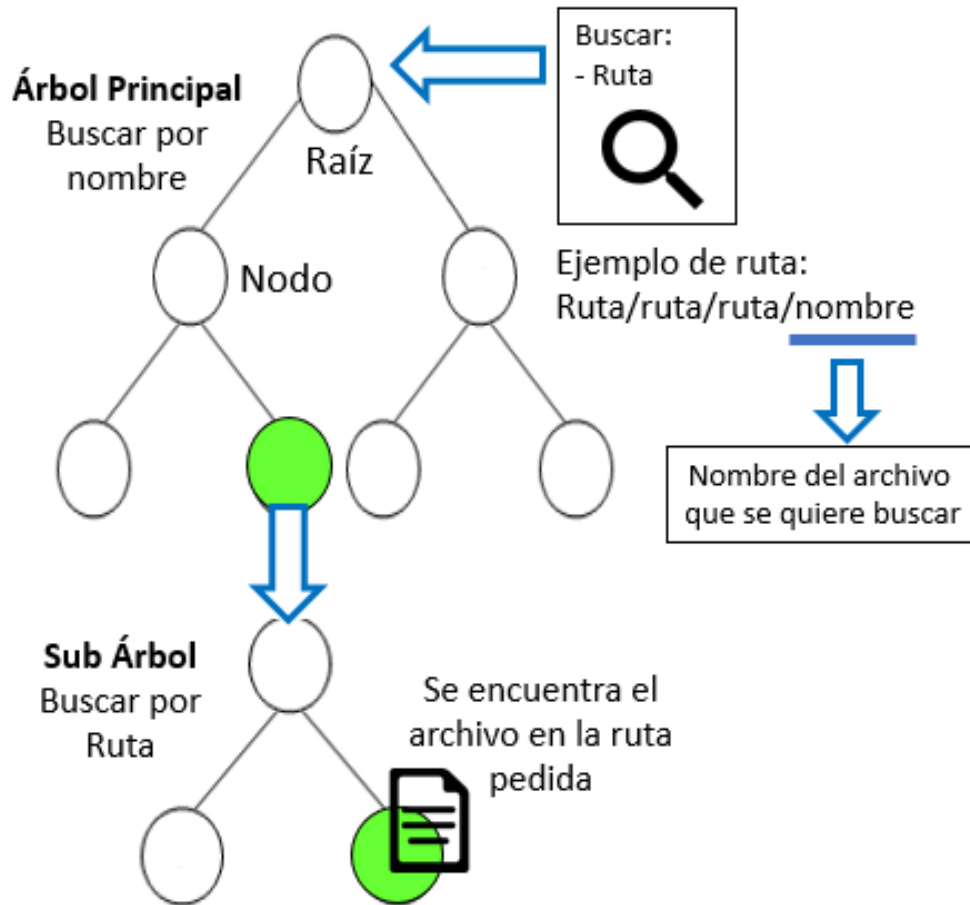 Buscar:
- Ruta
Árbol Principal
Buscar por
nombre
Raíz
Nodo
Ejemplo de ruta:
Ruta/ruta/ruta/nombre
Nombre del archivo
que se quiere buscar
Sub Árbol
Buscar por
Ruta
Se encuentra el
archivo en la ruta
pedida